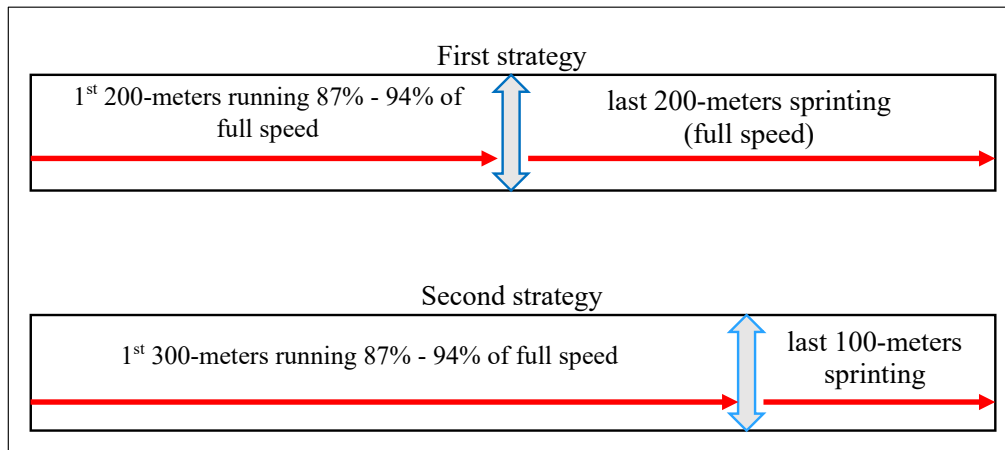 First strategy
1st 200-meters running 87% - 94% of
full speed
last 200-meters sprinting
(full speed)
Second strategy
1st 300-meters running 87% - 94% of full speed
last 100-meters
sprinting